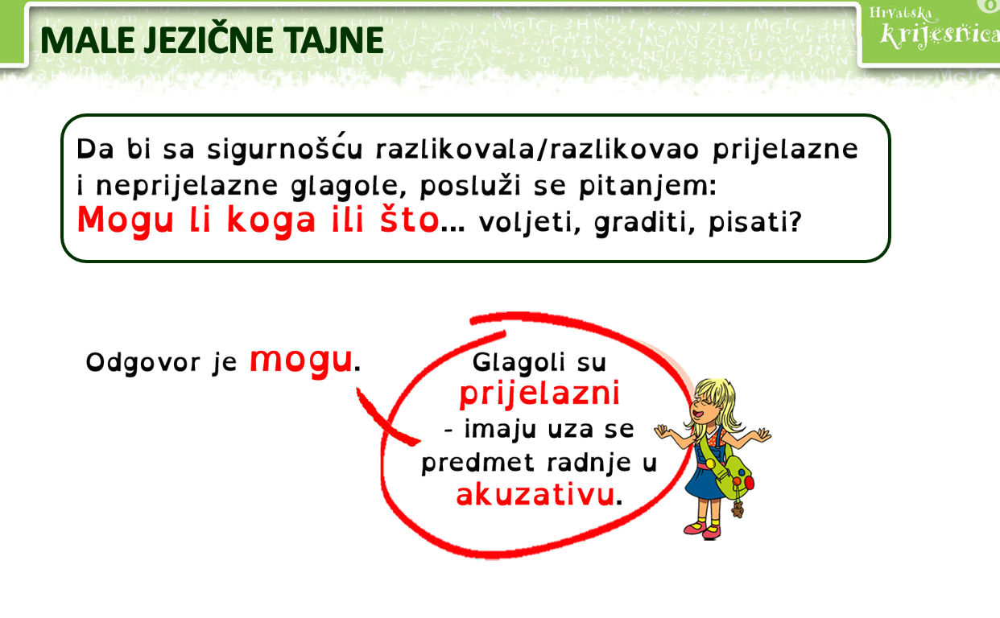 MALE JEZIČNE TAJNE
Hrvatska
krijesnica
Da bi sa sigurnošću razlikovala/razlikovao prijelazne
i neprijelazne glagole, posluži se pitanjem:
Mogu li koga ili što... voljeti, graditi, pisati?
Odgovor je mogu.
Glagoli su
prijelazni
- imaju uza se
predmet radnje u
akuzativu.